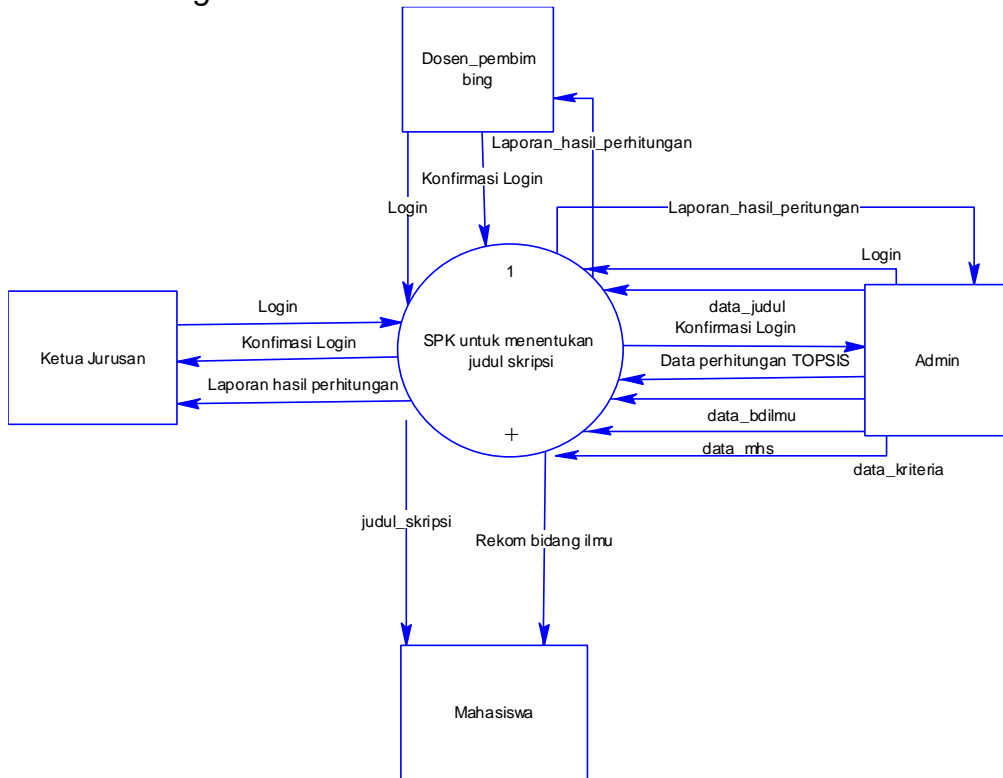 g
Dosen_pembim
bing
Laporan_hasil_perhitungan
Konfirmasi Login
Login
Laporan_hasil_peritungan
Login
1
data_judul
Login
Konfirmasi Login
SPK untuk menentukan
judul skripsi
Konfimasi Login
Ketua Jurusan
Data perhitungan TOPSIS
Admin
Laporan hasil perhitungan
data_bdilmu
+
data_mhs
data_kriteria
judul_skripsi
Rekom bidang ilmu
Mahasiswa